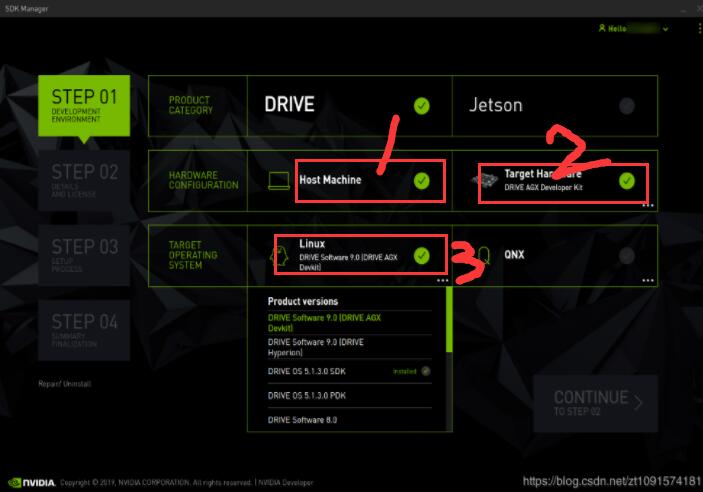 SDK Manager
Hello
STEP 01
DEVELOPMENT
ENVIRONMENT
PRODUCT
CATEGORY
DRIVE
Jetson
1
2
STEP 02
DETAILS
AND LICENSE
HARDWARE
CONFIGURATION
Host Machine
Target Hardware
DRIVE AGX Developer Kit
STEP 03
SETUP
PROCESS
TARGET
OPERATING
SYSTEM
Linux
DRIVE Software 9.0 (DRIVE AGX
Devkit)
3
QNX
STEP 04
SUMMARY
FINALIZATION
Product versions
DRIVE Software 9.0 (DRIVE AGX
Devkit)
DRIVE Software 9.0 (DRIVE
Hyperion)
DRIVE OS 5.1.3.0 SDK
Installed
DRIVE OS 5.1.3.0 PDK
DRIVE Software 8.0
Repair/ Uninstall
CONTINUE
TO STEP 02
NVIDIA. Copyright © 2019, NVIDIA CORPORATION. All rights reserved. | NVIDIA Developer
https://blog.csdn.net/zt1091574181